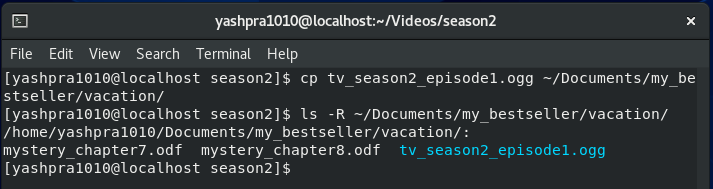 yashpra1010@localhost:~/Videos/season2
File Edit View Search Terminal Help
[yashpra1010@localhost season2]$ cp tv_season2_episode1.ogg ~/Documents/my_be
stseller/vacation/
[yashpra1010@localhost season2]$ ls -R ~/Documents/my_bestseller/vacation/
/home/yashpra1010/Documents/my_bestseller/vacation/:
mystery_chapter7.odf  mystery_chapter8.odf  tv_season2_episode1.ogg
[yashpra1010@localhost season2]$